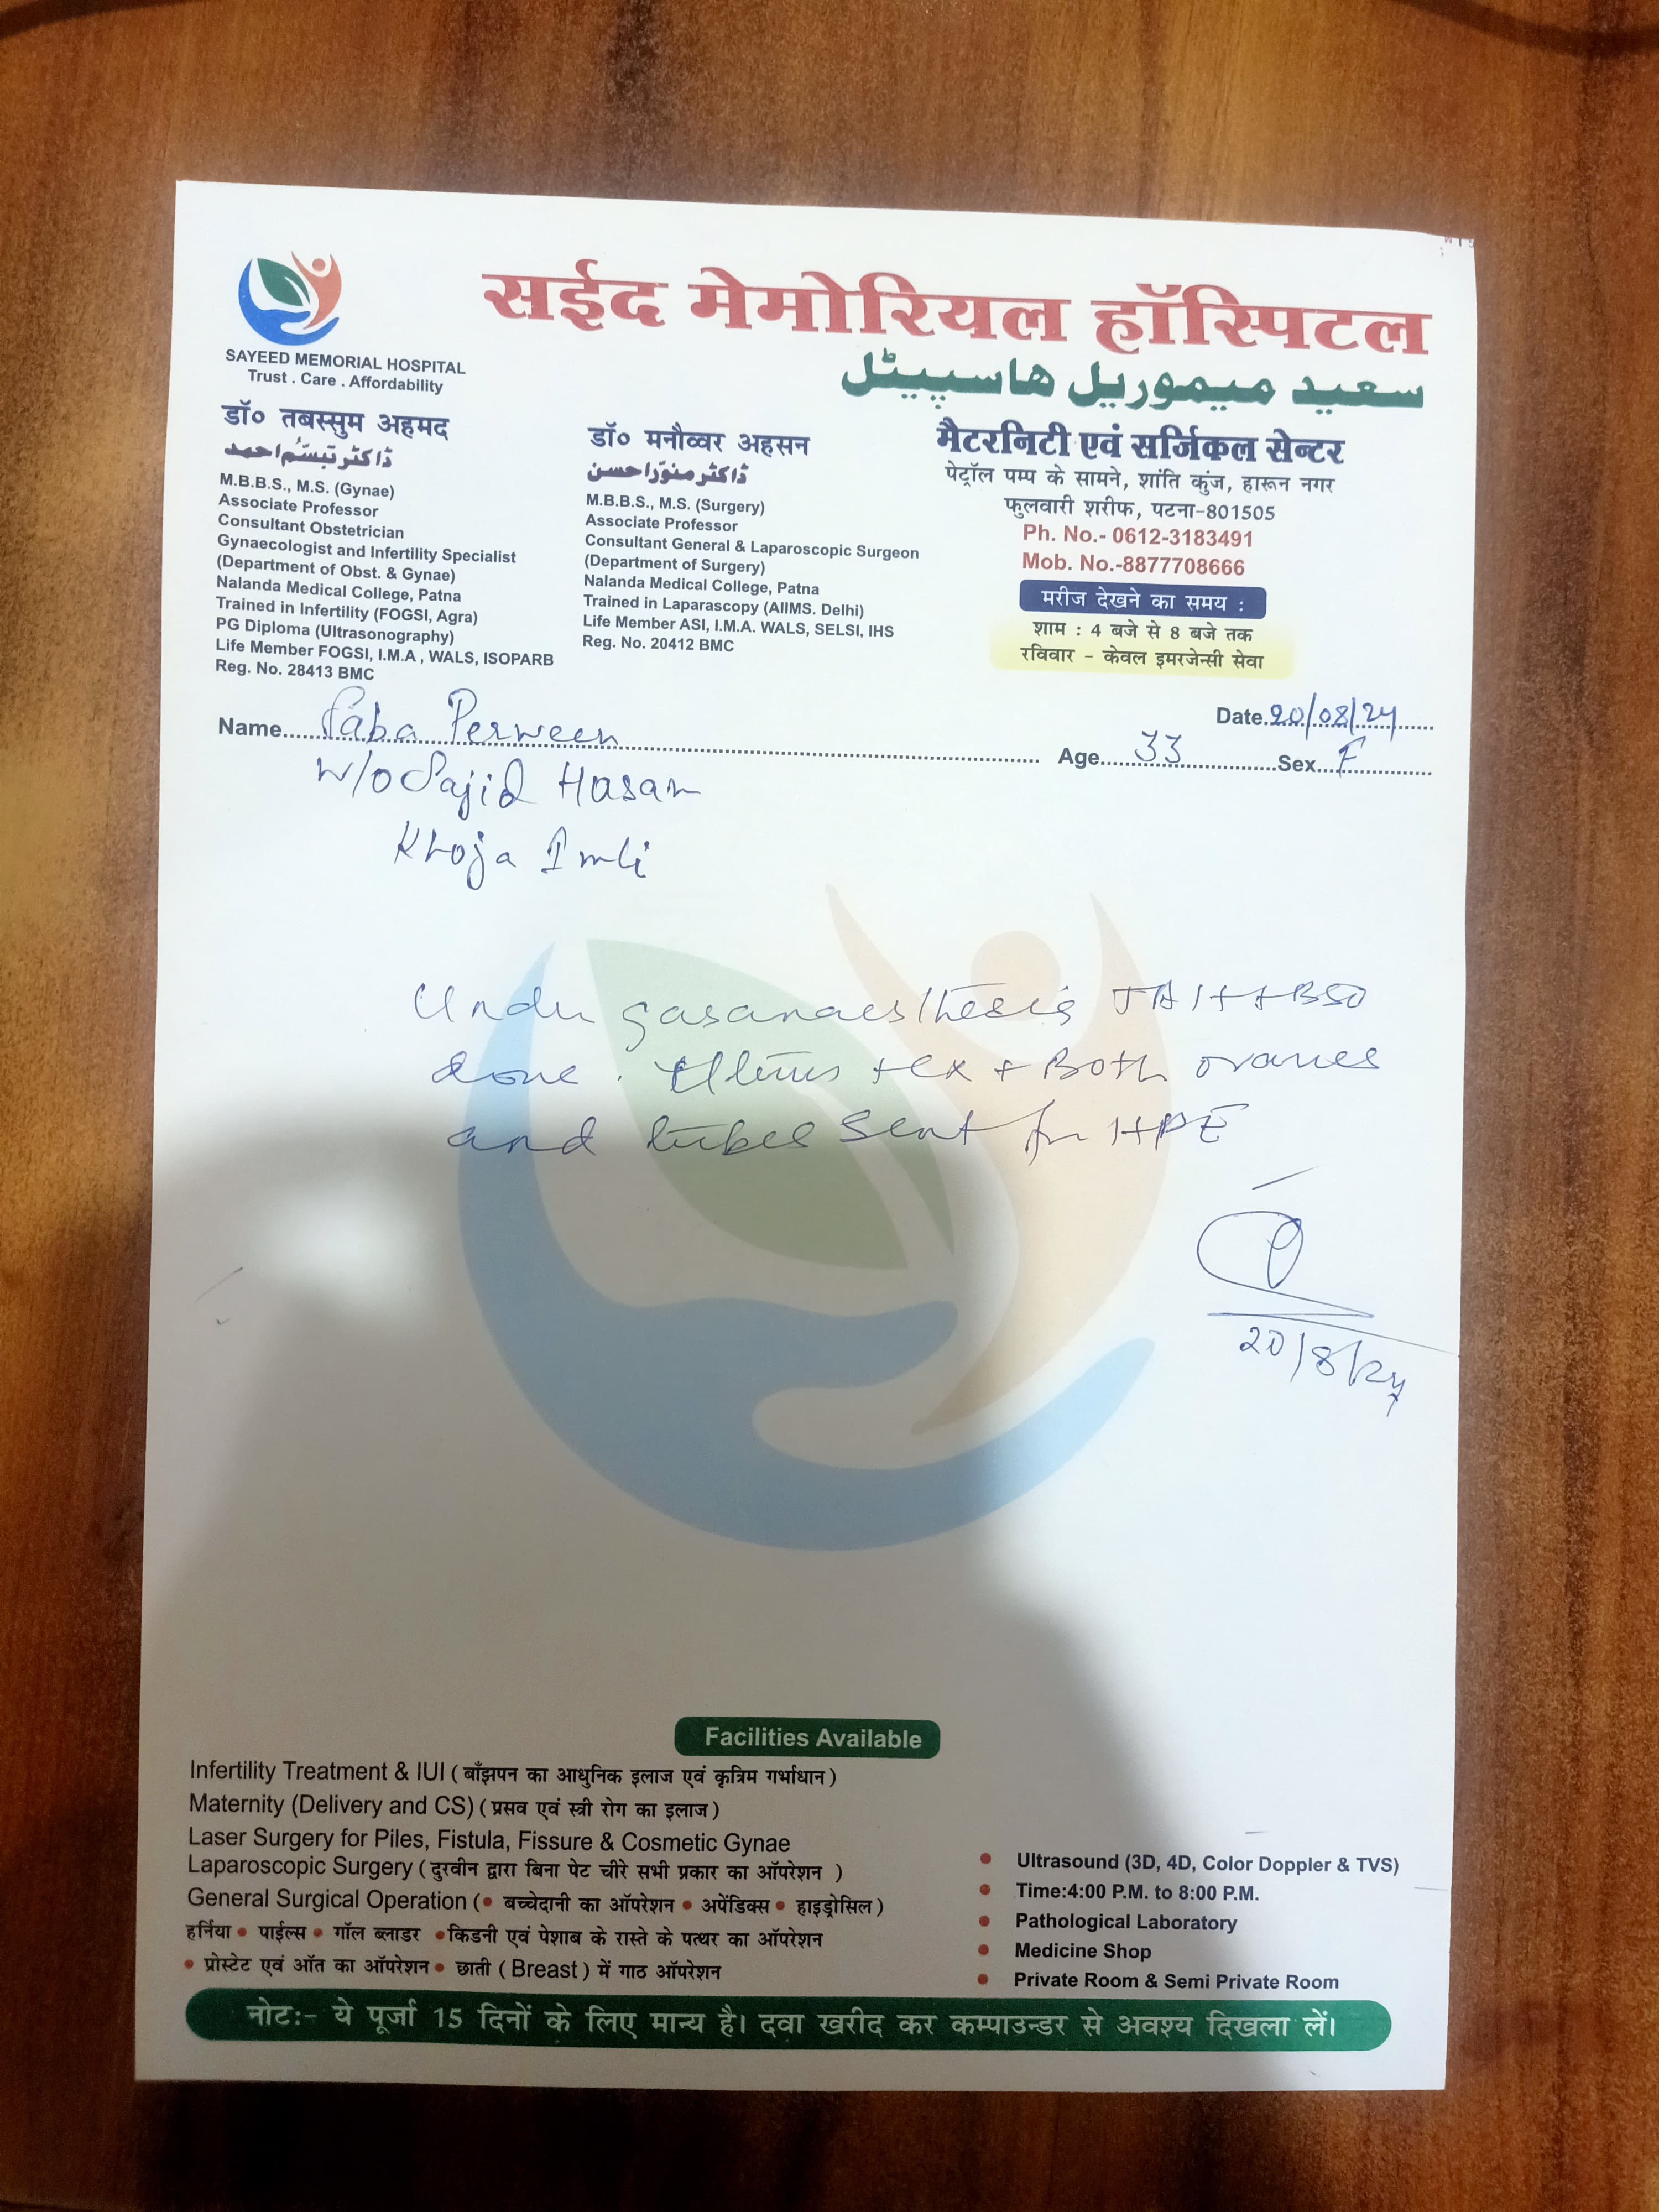 सईद मेमोरियल हॉस्पिटल
سعید میموریل هاسپیٹل
SAYEED MEMORIAL HOSPITAL
Trust . Care . Affordability
डॉ० तबस्सुम अहमद
ڈاکٹر تبسّم احمد
M.B.B.S., M.S. (Gynae)
Associate Professor
Consultant Obstetrician
Gynaecologist and Infertility Specialist
(Department of Obst. & Gynae)
Nalanda Medical College, Patna
Trained in Infertility (FOGSI, Agra)
PG Diploma (Ultrasonography)
Life Member FOGSI, I.M.A , WALS, ISOPARB
Reg. No. 28413 BMC
डॉ० मनौव्वर अहसन
ڈاکٹر منوّر احسن
M.B.B.S., M.S. (Surgery)
Associate Professor
Consultant General & Laparoscopic Surgeon
(Department of Surgery)
Nalanda Medical College, Patna
Trained in Laparascopy (AIIMS. Delhi)
Life Member ASI, I.M.A. WALS, SELSI, IHS
Reg. No. 20412 BMC
मैटरनिटी एवं सर्जिकल सेन्टर
पेट्रॉल पम्प के सामने, शांति कुंज, हारून नगर
फुलवारी शरीफ, पटना-801505
Ph. No.- 0612-3183491
Mob. No.-8877708666
मरीज देखने का समय :
शाम : 4 बजे से 8 बजे तक
रविवार - केवल इमरजेन्सी सेवा
Date 20/08/24
Name Saba Perween Age 33 Sex F
W/o Sajid Hasan
Khoja Imli
Under gasanaesthesia TAH + BSO
done. Uterus + Cx + Both ovaries
and tubes sent for HPE
20/8/24
Facilities Available
Infertility Treatment & IUI ( बाँझपन का आधुनिक इलाज एवं कृत्रिम गर्भाधान )
Maternity (Delivery and CS) ( प्रसव एवं स्त्री रोग का इलाज )
Laser Surgery for Piles, Fistula, Fissure & Cosmetic Gynae
Laparoscopic Surgery ( दुरवीन द्वारा बिना पेट चीरे सभी प्रकार का ऑपरेशन )
General Surgical Operation (• बच्चेदानी का ऑपरेशन • अपेंडिक्स • हाइड्रोसिल )
हर्निया • पाईल्स • गॉल ब्लाडर • किडनी एवं पेशाब के रास्ते के पत्थर का ऑपरेशन
• प्रोस्टेट एवं ऑत का ऑपरेशन • छाती ( Breast ) में गाठ ऑपरेशन
• Ultrasound (3D, 4D, Color Doppler & TVS)
• Time:4:00 P.M. to 8:00 P.M.
• Pathological Laboratory
• Medicine Shop
• Private Room & Semi Private Room
नोट:- ये पूर्जा 15 दिनों के लिए मान्य है। दवा खरीद कर कम्पाउन्डर से अवश्य दिखला लें।